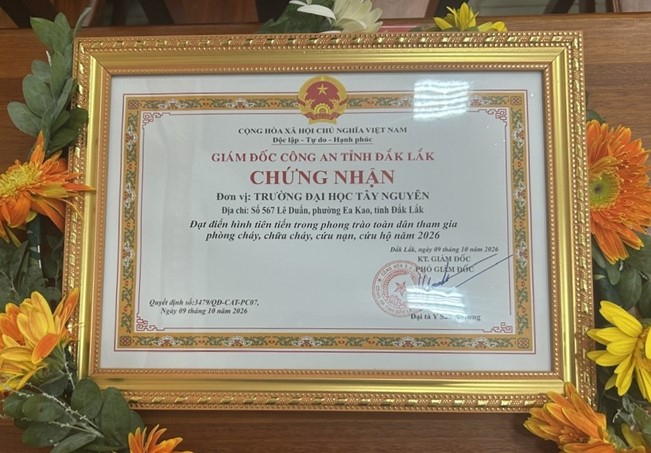 CỘNG HÒA XÃ HỘI CHỦ NGHĨA VIỆT NAM
Độc lập - Tự do - Hạnh phúc
GIÁM ĐỐC CÔNG AN TỈNH ĐẮK LẮK
CHỨNG NHẬN
Đơn vị: TRƯỜNG ĐẠI HỌC TÂY NGUYÊN
Địa chỉ: Số 567 Lê Duẩn, phường Ea Kao, tỉnh Đắk Lắk
Đạt điển hình tiên tiến trong phong trào toàn dân tham gia
phòng cháy, chữa cháy, cứu nạn, cứu hộ năm 2026
Đắk Lắk, ngày 09 tháng 10 năm 2026
KT. GIÁM ĐỐC
PHÓ GIÁM ĐỐC
Quyết định số:3479/QĐ-CAT-PC07,
Ngày 09 tháng 10 năm 2026
Đại tá Y